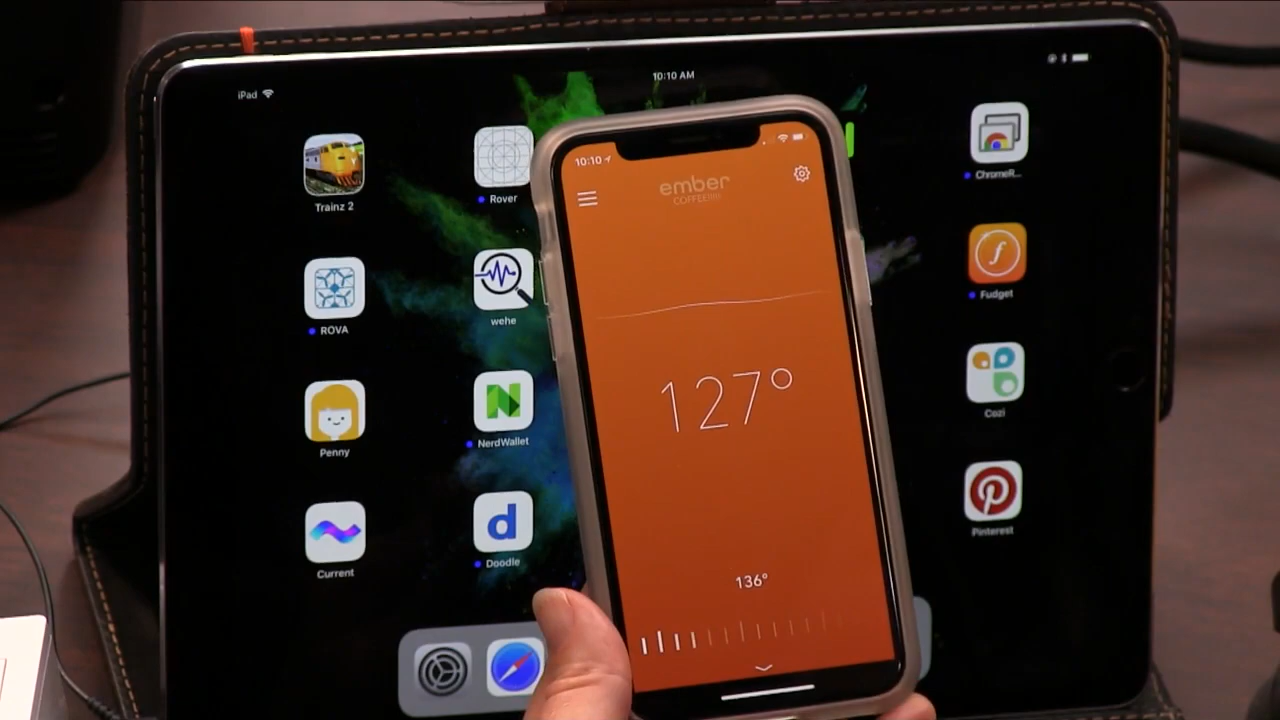 iPad
10:10 AM
Trainz 2
Rover
ChromeR...
ROVA
wehe
Fudget
Penny
NerdWallet
Cozi
Current
d
Doodle
Pinterest
10:10
ember
COFFEE!!!!!
127°
136°